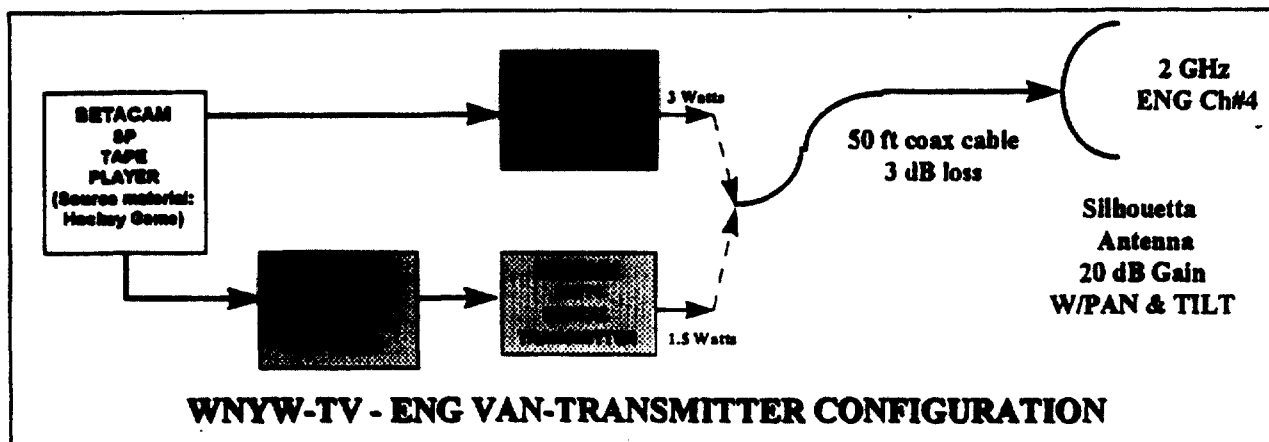 BETACAM
SP
TAPE
PLAYER
(Source material:
Hockey Game)
3 Watts
1.5 Watts
50 ft coax cable
3 dB loss
2 GHz
ENG Ch#4
Silhouetta
Antenna
20 dB Gain
W/PAN & TILT
WNYW-TV - ENG VAN-TRANSMITTER CONFIGURATION